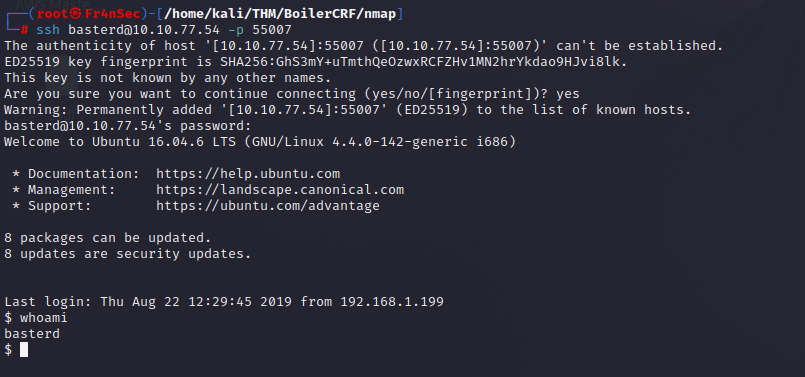 ┌──(root㉿Fr4nSec)-[/home/kali/THM/BoilerCRF/nmap]
└─# ssh basterd@10.10.77.54 -p 55007
The authenticity of host '[10.10.77.54]:55007 ([10.10.77.54]:55007)' can't be established.
ED25519 key fingerprint is SHA256:GhS3mY+uTmthQeOzwxRCFZHv1MN2hrYkdao9HJvi8lk.
This key is not known by any other names.
Are you sure you want to continue connecting (yes/no/[fingerprint])? yes
Warning: Permanently added '[10.10.77.54]:55007' (ED25519) to the list of known hosts.
basterd@10.10.77.54's password:
Welcome to Ubuntu 16.04.6 LTS (GNU/Linux 4.4.0-142-generic i686)
* Documentation:  https://help.ubuntu.com
* Management:     https://landscape.canonical.com
* Support:        https://ubuntu.com/advantage
8 packages can be updated.
8 updates are security updates.
Last login: Thu Aug 22 12:29:45 2019 from 192.168.1.199
$ whoami
basterd
$